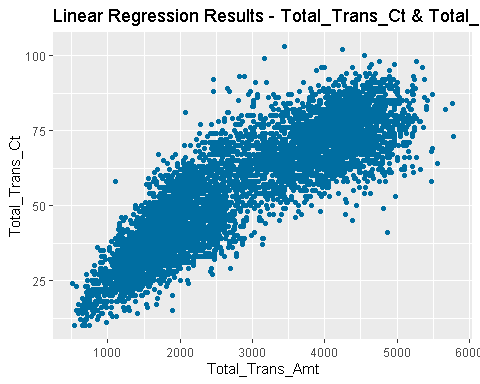 Linear Regression Results - Total_Trans_Ct & Total_
100
75
50
25
Total_Trans_Ct
1000 2000 3000 4000 5000 6000
Total_Trans_Amt